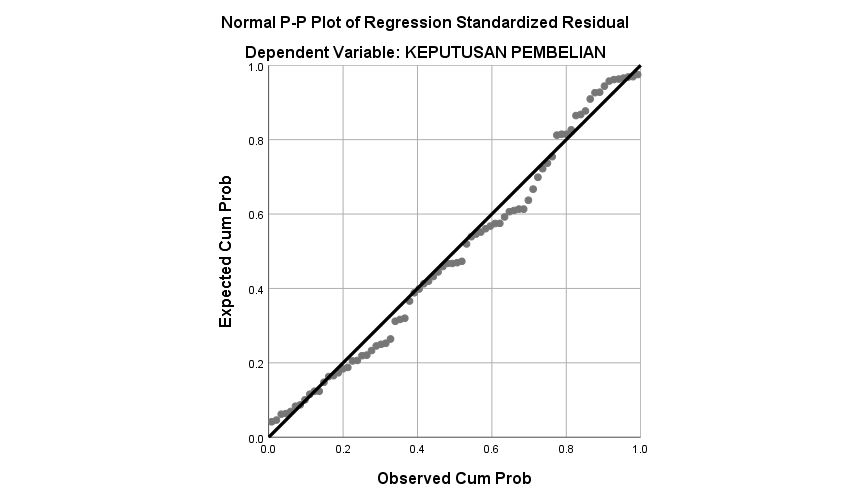 Normal P-P Plot of Regression Standardized Residual
Dependent Variable: KEPUTUSAN PEMBELIAN
1.0
0.8
0.6
0.4
0.2
0.0
Expected Cum Prob
0.0 0.2 0.4 0.6 0.8 1.0
Observed Cum Prob